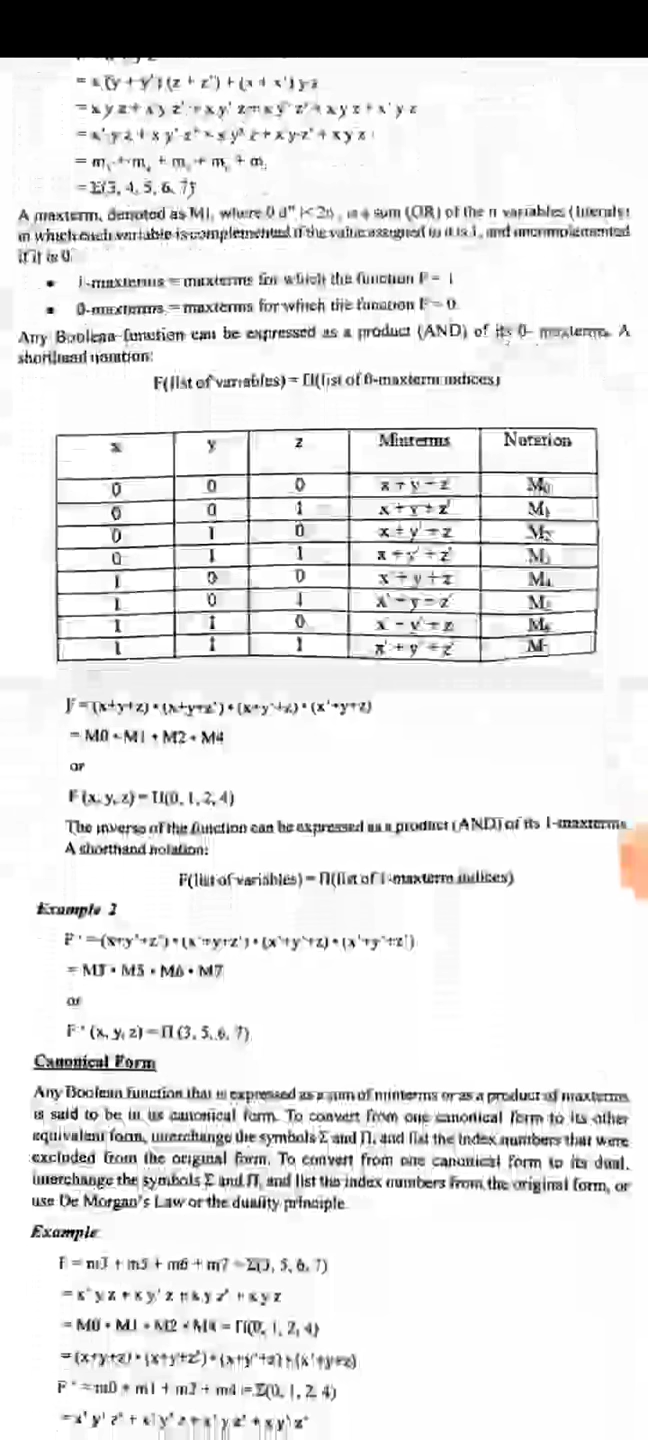 = x (y + y') (z + z') + (x + x') y z
= x y z + x y z' + x y' z + x y' z' + x y z + x' y z
= x' y z + x y' z' + x y' z + x y z' + x y z
= Σ(3, 4, 5, 6, 7)
A maxterm, denoted as Mi, where 0 d" i < 2n, is a sum (OR) of the n variables (literals)
in which each variable is complemented if the value assigned to it is 1, and uncomplemented
if it is 0.
• 1-maxterms = maxterms for which the function F = 1
• 0-maxterms = maxterms for which the function F = 0.
Any Boolean function can be expressed as a product (AND) of its 0- maxterms. A
shorthand notation:
F(list of variables) = Π(list of 0-maxterm indices)
x y z Minterms Notation
0 0 0 x + y + z M0
0 0 1 x + y + z' M1
0 1 0 x + y' + z M2
0 1 1 x + y' + z' M3
1 0 0 x' + y + z M4
1 0 1 x' + y + z' M5
1 1 0 x' + y' + z M6
1 1 1 x' + y' + z' M7
F = (x+y+z) • (x+y+z') • (x+y'+z) • (x'+y+z)
= M0 • M1 • M2 • M4
or
F (x, y, z) = Π(0, 1, 2, 4)
The inverse of the function can be expressed as a product (AND) of its 1-maxterms.
A shorthand notation:
F(list of variables) = Π(list of 1-maxterm indices)
Example 2
F ' = (x+y'+z') • (x'+y+z') • (x'+y'+z) • (x'+y'+z')
= M3 • M5 • M6 • M7
or
F ' (x, y, z) = Π (3, 5, 6, 7)
Canonical Form
Any Boolean function that is expressed as a sum of minterms or as a product of maxterms
is said to be in its canonical form. To convert from one canonical form to its other
equivalent form, interchange the symbols Σ and Π, and list the index numbers that were
excluded from the original form. To convert from one canonical form to its dual,
interchange the symbols Σ and Π, and list the index numbers from the original form, or
use De Morgan's Law or the duality principle.
Example
F = m3 + m5 + m6 + m7 = Σ(3, 5, 6, 7)
= x' y z + x y' z + x y z' + x y z
= M0 • M1 • M2 • M4 = Π(0, 1, 2, 4)
= (x+y+z) • (x+y+z') • (x+y'+z) • (x'+y+z)
F ' = m0 + m1 + m2 + m4 = Σ(0, 1, 2, 4)
= x' y' z' + x' y' z + x' y z' + x y' z'